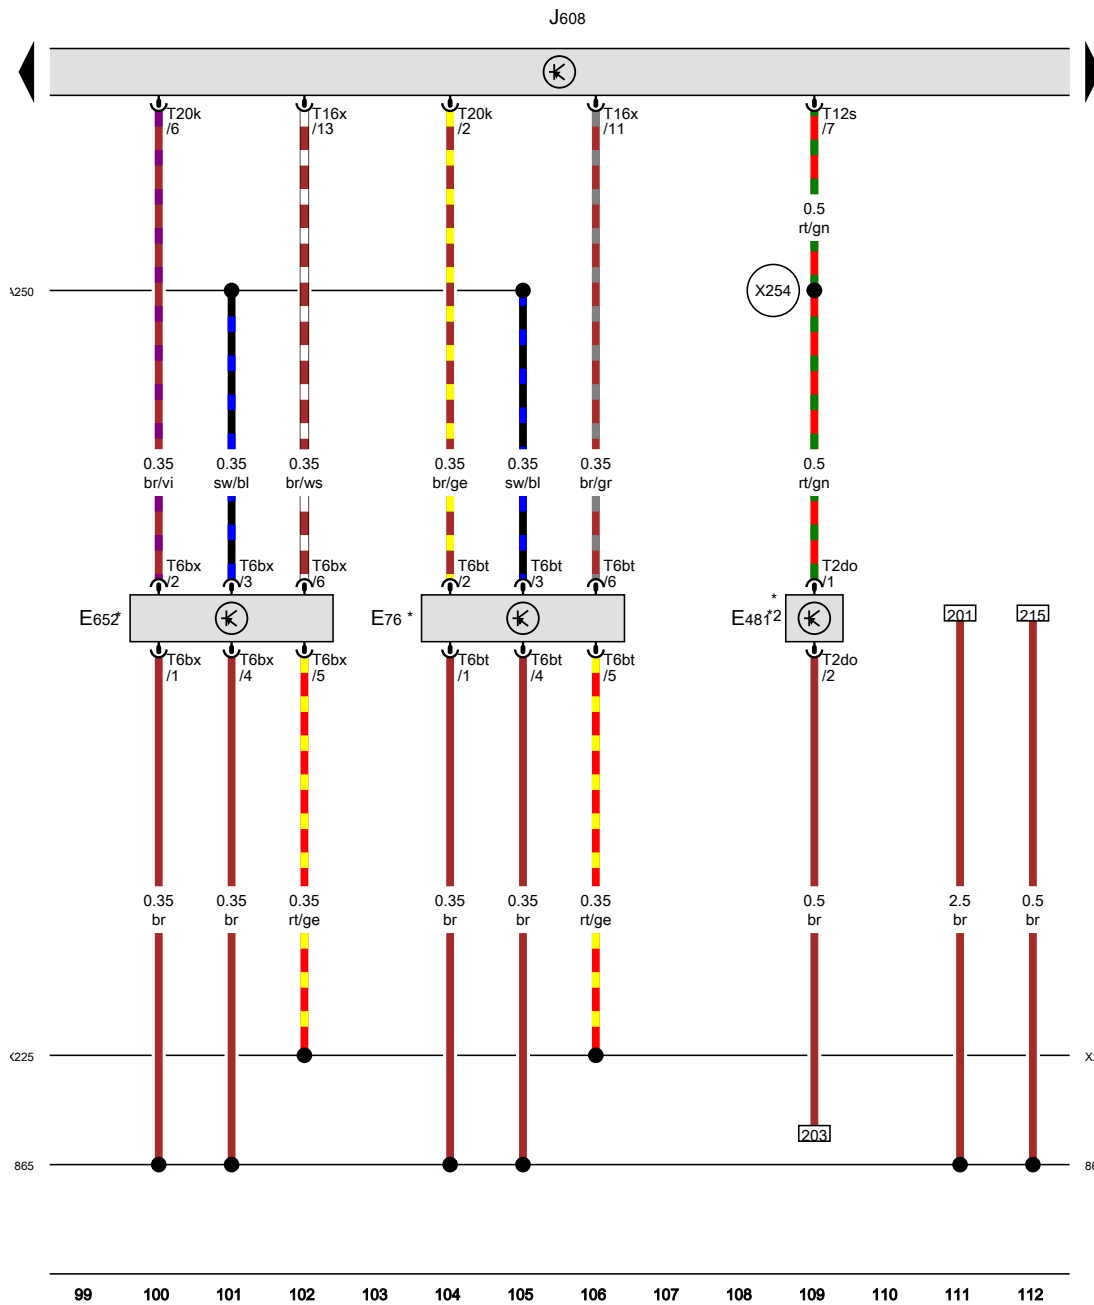 J608
T20k
/6
T16x
/13
T20k
/2
T16x
/11
T12s
/7
0.5
rt/gn
X254
0.35
br/vi
0.35
sw/bl
0.35
br/ws
0.35
br/ge
0.35
sw/bl
0.35
br/gr
0.5
rt/gn
T6bx
/2
T6bx
/3
T6bx
/6
T6bt
/2
T6bt
/3
T6bt
/6
T2do
/1
E652*
E76 *
*
E481*2
201
215
T6bx
/1
T6bx
/4
T6bx
/5
T6bt
/1
T6bt
/4
T6bt
/5
T2do
/2
0.35
br
0.35
br
0.35
rt/ge
0.35
br
0.35
br
0.35
rt/ge
0.5
br
2.5
br
0.5
br
203
865
99 100 101 102 103 104 105 106 107 108 109 110 111 112